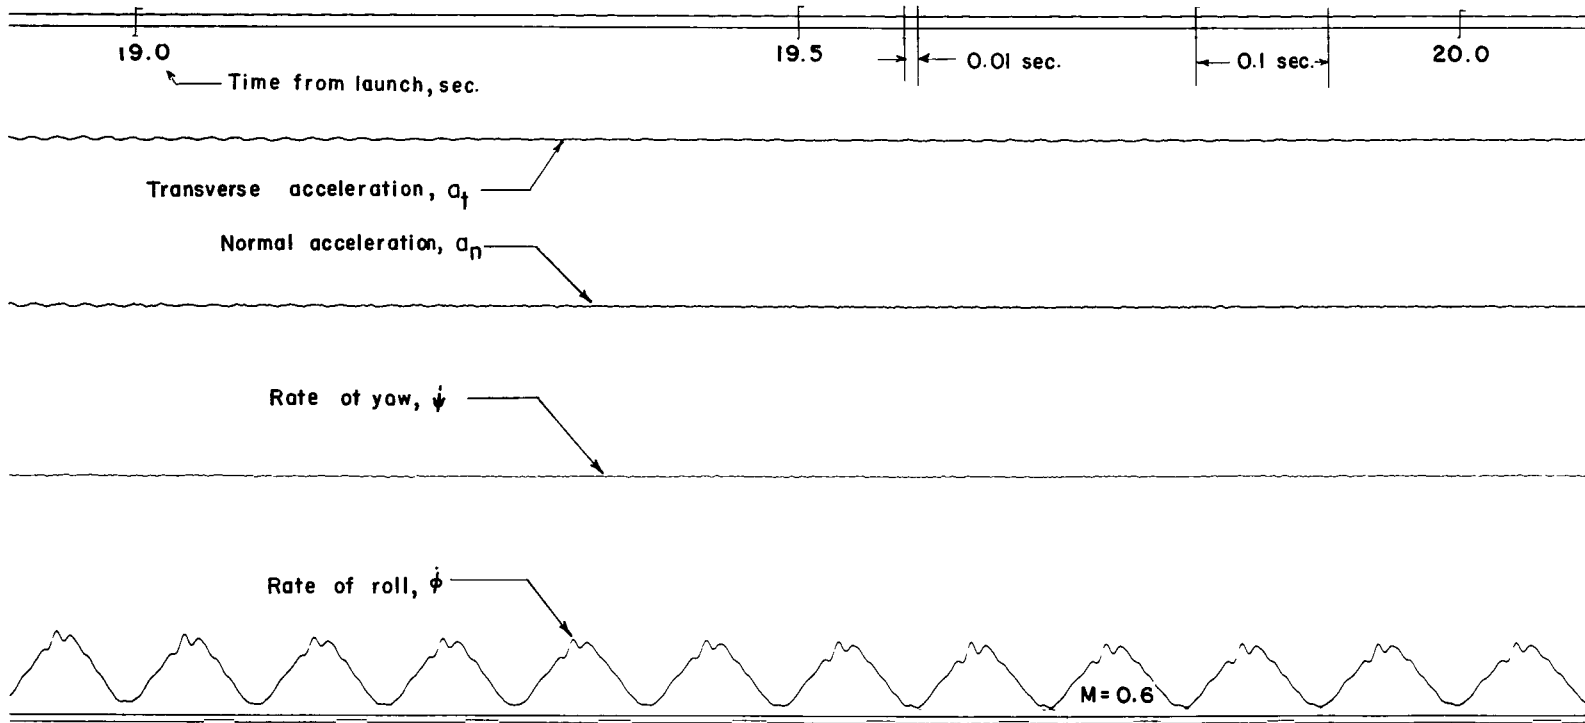 19.0 19.5 20.0
0.01 sec. 0.1 sec.
Time from launch, sec.
Transverse acceleration, at
Normal acceleration, an
Rate of yaw, ψ̇
Rate of roll, φ̇
M = 0.6